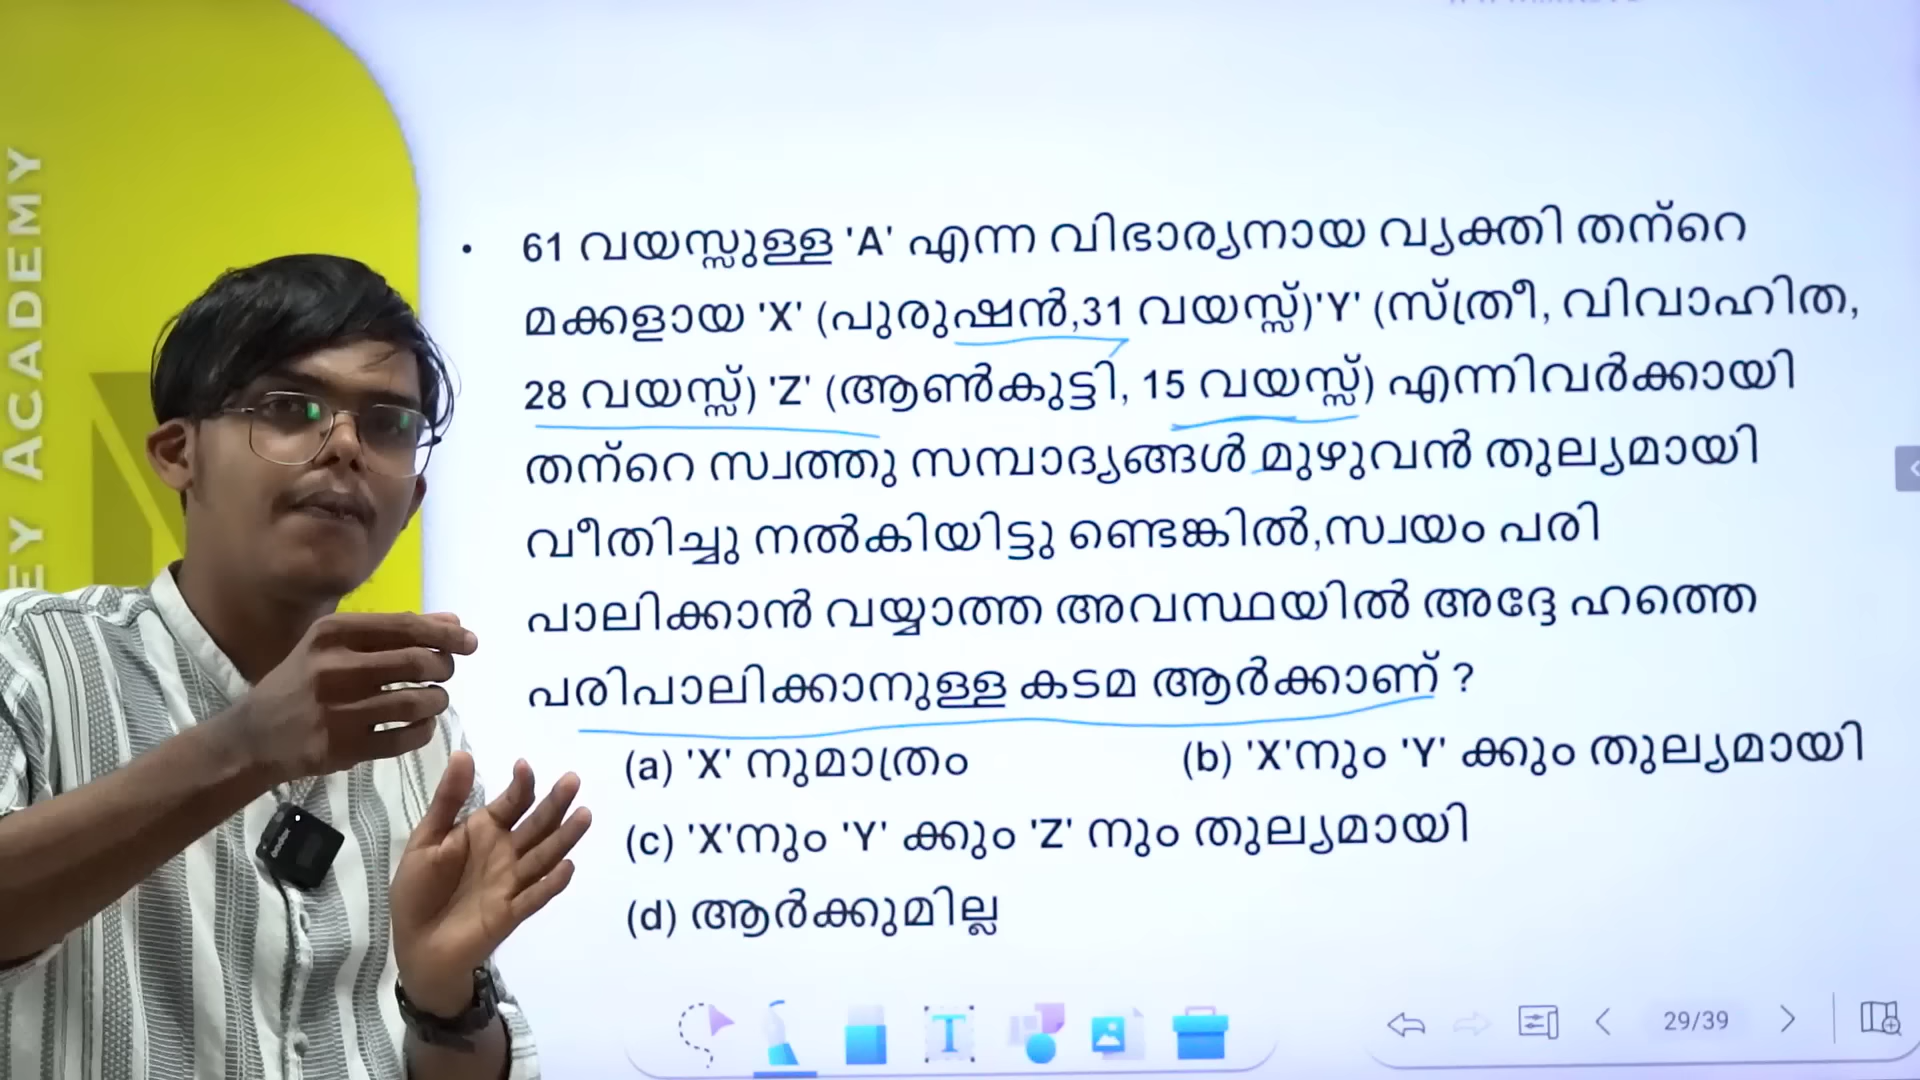 EY ACADEMY
• 61 വയസ്സുള്ള 'A' എന്ന വിഭാര്യനായ വ്യക്തി തന്റെ
മക്കളായ 'X' (പുരുഷൻ,31 വയസ്സ്)'Y' (സ്ത്രീ, വിവാഹിത,
28 വയസ്സ്) 'Z' (ആൺകുട്ടി, 15 വയസ്സ്) എന്നിവർക്കായി
തന്റെ സ്വത്തു സമ്പാദ്യങ്ങൾ മുഴുവൻ തുല്യമായി
വീതിച്ചു നൽകിയിട്ടു ണ്ടെങ്കിൽ,സ്വയം പരി
പാലിക്കാൻ വയ്യാത്ത അവസ്ഥയിൽ അദ്ദേ ഹത്തെ
പരിപാലിക്കാനുള്ള കടമ ആർക്കാണ് ?
(a) 'X' നുമാത്രം (b) 'X'നും 'Y' ക്കും തുല്യമായി
(c) 'X'നും 'Y' ക്കും 'Z' നും തുല്യമായി
(d) ആർക്കുമില്ല
29/39